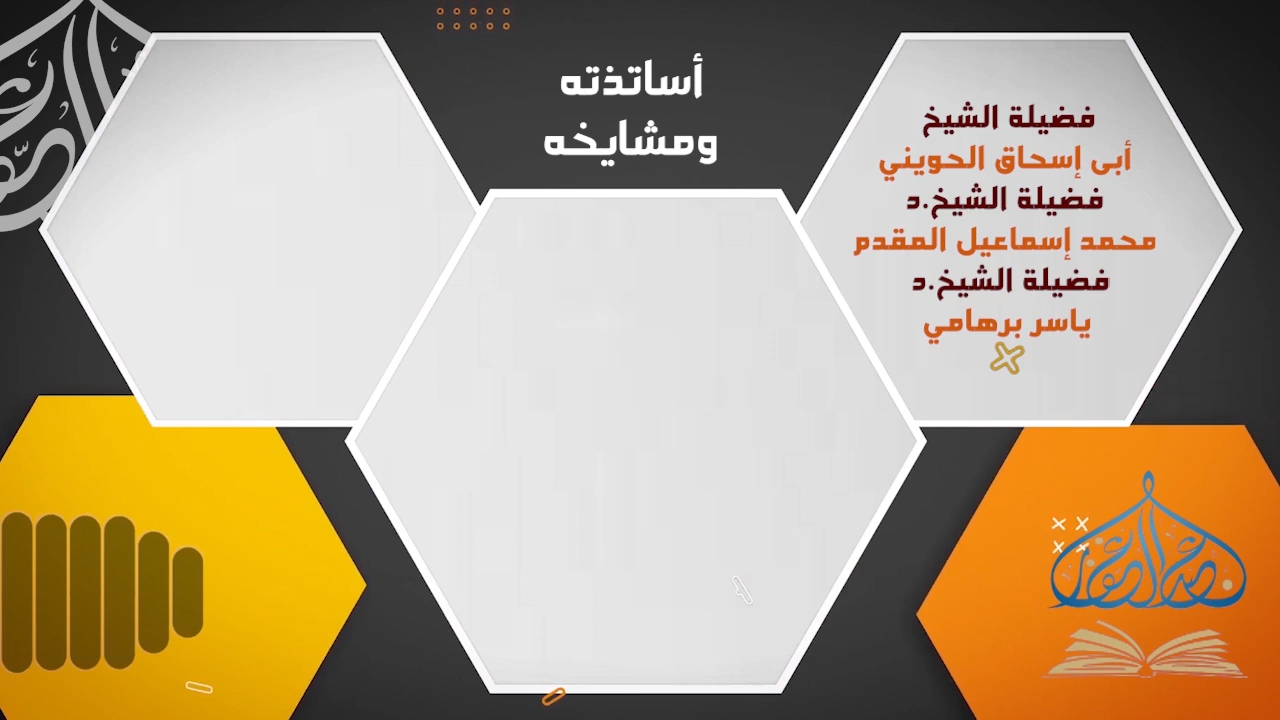 أساتذته
ومشايخه
فضيلة الشيخ
أبى إسحاق الحويني
فضيلة الشيخ.د
محمد إسماعيل المقدم
فضيلة الشيخ.د
ياسر برهامي